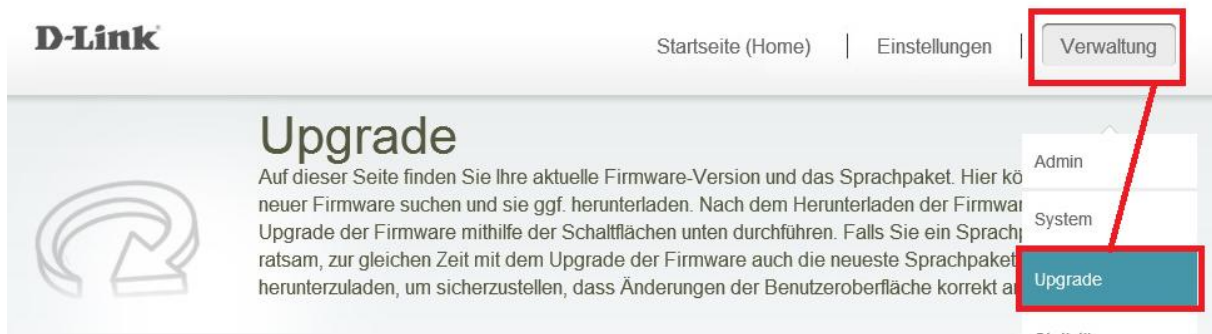 D-Link
Startseite (Home) | Einstellungen | Verwaltung
Upgrade
Auf dieser Seite finden Sie Ihre aktuelle Firmware-Version und das Sprachpaket. Hier kö
neuer Firmware suchen und sie ggf. herunterladen. Nach dem Herunterladen der Firmwar
Upgrade der Firmware mithilfe der Schaltflächen unten durchführen. Falls Sie ein Sprachp
ratsam, zur gleichen Zeit mit dem Upgrade der Firmware auch die neueste Sprachpaket
herunterzuladen, um sicherzustellen, dass Änderungen der Benutzeroberfläche korrekt a
Admin
System
Upgrade